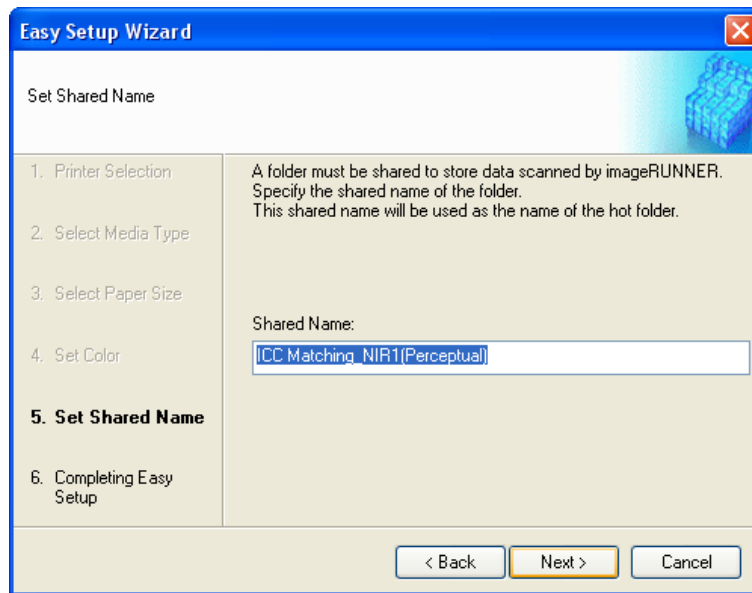 Easy Setup Wizard
Set Shared Name
1. Printer Selection
2. Select Media Type
3. Select Paper Size
4. Set Color
5. Set Shared Name
6. Completing Easy
Setup
A folder must be shared to store data scanned by imageRUNNER.
Specify the shared name of the folder.
This shared name will be used as the name of the hot folder.
Shared Name:
ICC Matching_NIR1(Perceptual)
< Back
Next >
Cancel